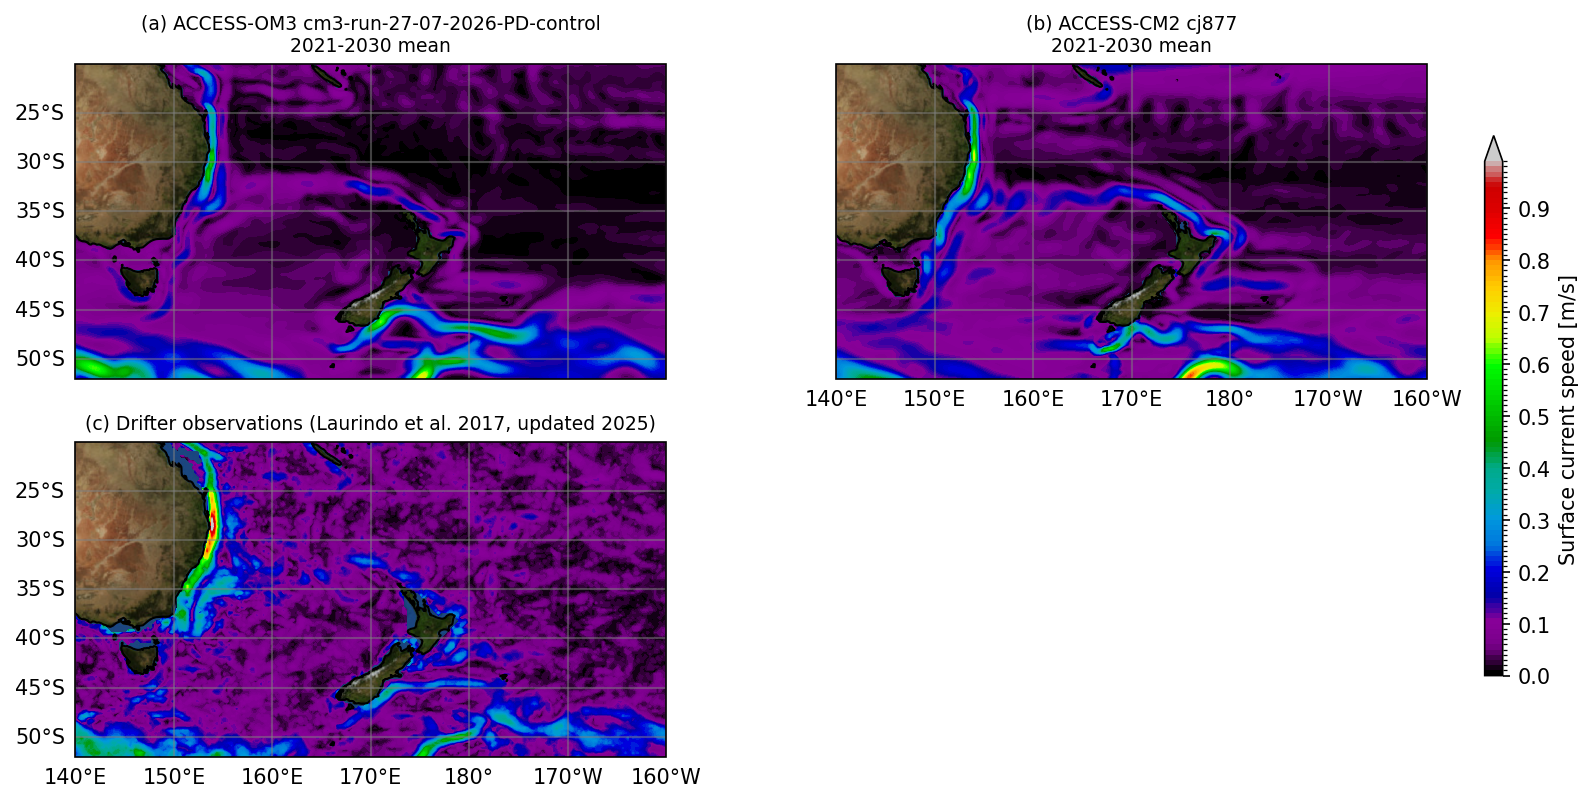 (a) ACCESS-OM3 cm3-run-27-07-2026-PD-control
2021-2030 mean
(b) ACCESS-CM2 cj877
2021-2030 mean
25°S
30°S
35°S
40°S
45°S
50°S
140°E 150°E 160°E 170°E 180° 170°W 160°W
(c) Drifter observations (Laurindo et al. 2017, updated 2025)
25°S
30°S
35°S
40°S
45°S
50°S
140°E 150°E 160°E 170°E 180° 170°W 160°W
0.9
0.8
0.7
0.6
0.5
0.4
0.3
0.2
0.1
0.0
Surface current speed [m/s]